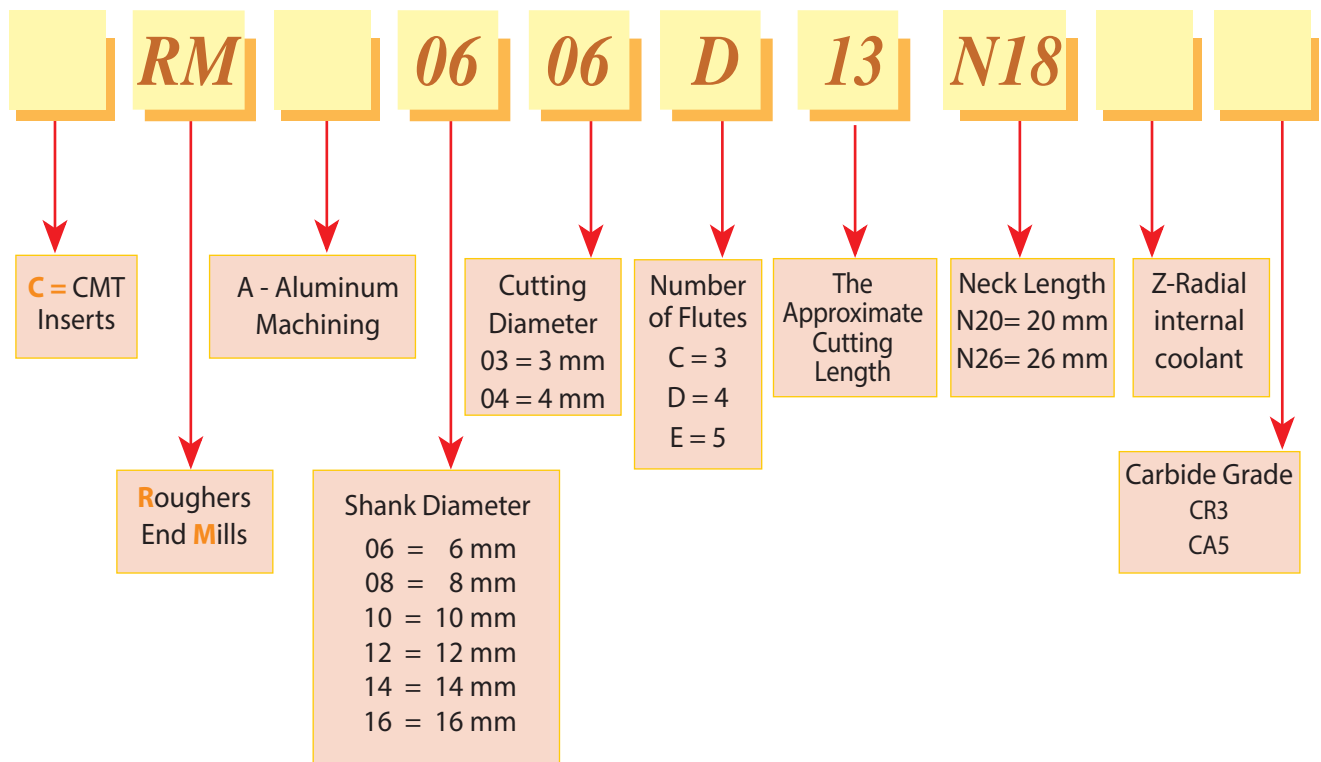 RM 06 06 D 13 N18
C = CMT
Inserts
A - Aluminum
Machining
Cutting
Diameter
03 = 3 mm
04 = 4 mm
Number
of Flutes
C = 3
D = 4
E = 5
The
Approximate
Cutting
Length
Neck Length
N20= 20 mm
N26= 26 mm
Z-Radial
internal
coolant
Roughers
End Mills
Shank Diameter
06 = 6 mm
08 = 8 mm
10 = 10 mm
12 = 12 mm
14 = 14 mm
16 = 16 mm
Carbide Grade
CR3
CA5